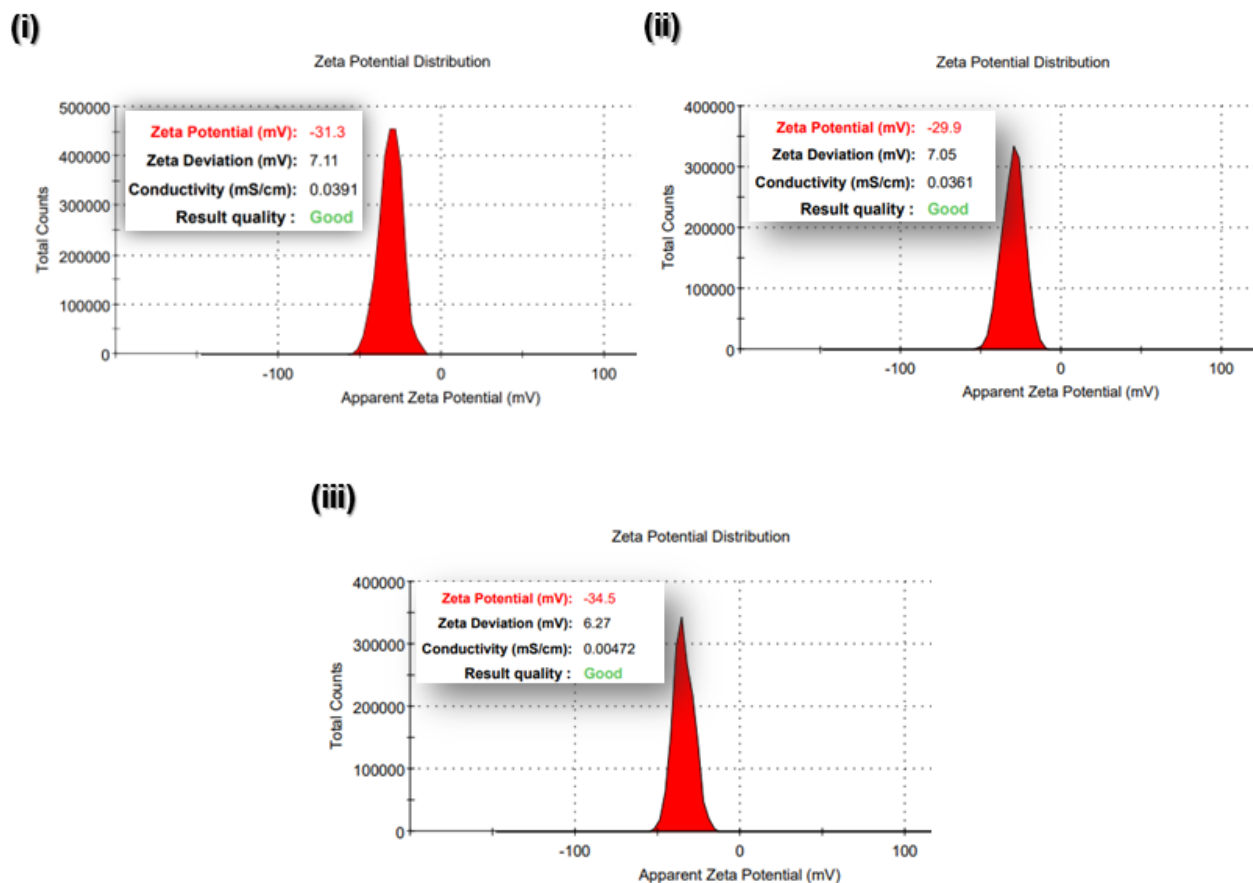 (i)
Zeta Potential Distribution
500000
400000
300000
200000
100000
0
Total Counts
Zeta Potential (mV): -31.3
Zeta Deviation (mV): 7.11
Conductivity (mS/cm): 0.0391
Result quality : Good
-100 0 100
Apparent Zeta Potential (mV)
(ii)
Zeta Potential Distribution
400000
300000
200000
100000
0
Total Counts
Zeta Potential (mV): -29.9
Zeta Deviation (mV): 7.05
Conductivity (mS/cm): 0.0361
Result quality : Good
-100 0 100
Apparent Zeta Potential (mV)
(iii)
Zeta Potential Distribution
400000
300000
200000
100000
0
Total Counts
Zeta Potential (mV): -34.5
Zeta Deviation (mV): 6.27
Conductivity (mS/cm): 0.00472
Result quality : Good
-100 0 100
Apparent Zeta Potential (mV)